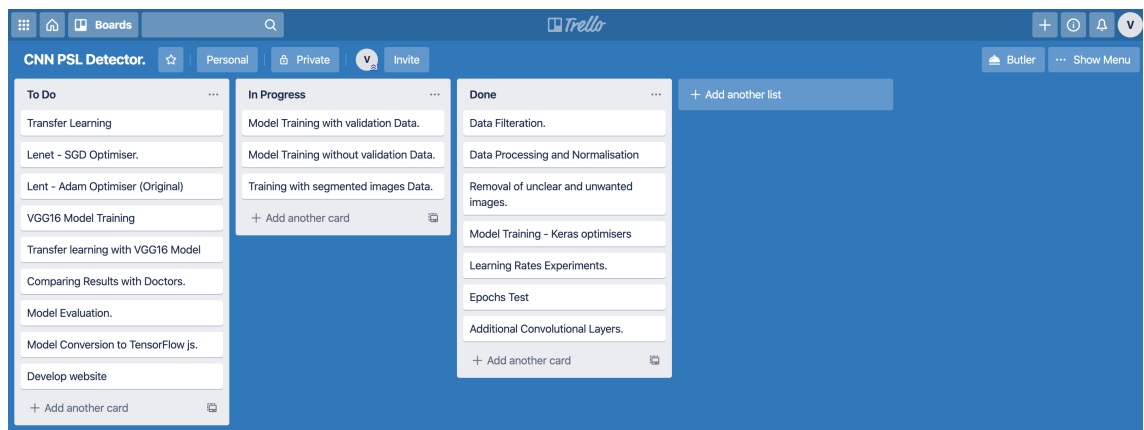 Boards
Trello
V
CNN PSL Detector.
Personal
Private
V
Invite
Butler
... Show Menu
To Do
Transfer Learning
Lenet - SGD Optimiser.
Lent - Adam Optimiser (Original)
VGG16 Model Training
Transfer learning with VGG16 Model
Comparing Results with Doctors.
Model Evaluation.
Model Conversion to TensorFlow js.
Develop website
+ Add another card
In Progress
Model Training with validation Data.
Model Training without validation Data.
Training with segmented images Data.
+ Add another card
Done
Data Filteration.
Data Processing and Normalisation
Removal of unclear and unwanted
images.
Model Training - Keras optimisers
Learning Rates Experiments.
Epochs Test
Additional Convolutional Layers.
+ Add another card
+ Add another list